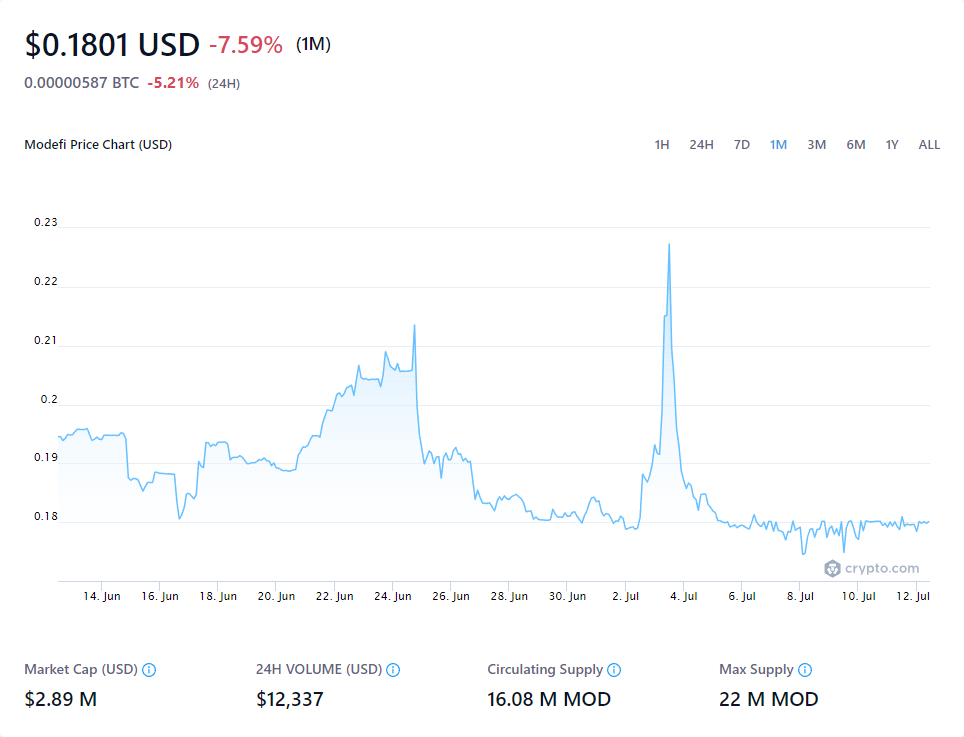 $0.1801 USD -7.59% (1M)
0.00000587 BTC -5.21% (24H)
Modefi Price Chart (USD) 1H 24H 7D 1M 3M 6M 1Y ALL
0.23
0.22
0.21
0.2
0.19
0.18
crypto.com
14. Jun 16. Jun 18. Jun 20. Jun 22. Jun 24. Jun 26. Jun 28. Jun 30. Jun 2. Jul 4. Jul 6. Jul 8. Jul 10. Jul 12. Jul
Market Cap (USD) 24H VOLUME (USD) Circulating Supply Max Supply
$2.89 M $12,337 16.08 M MOD 22 M MOD